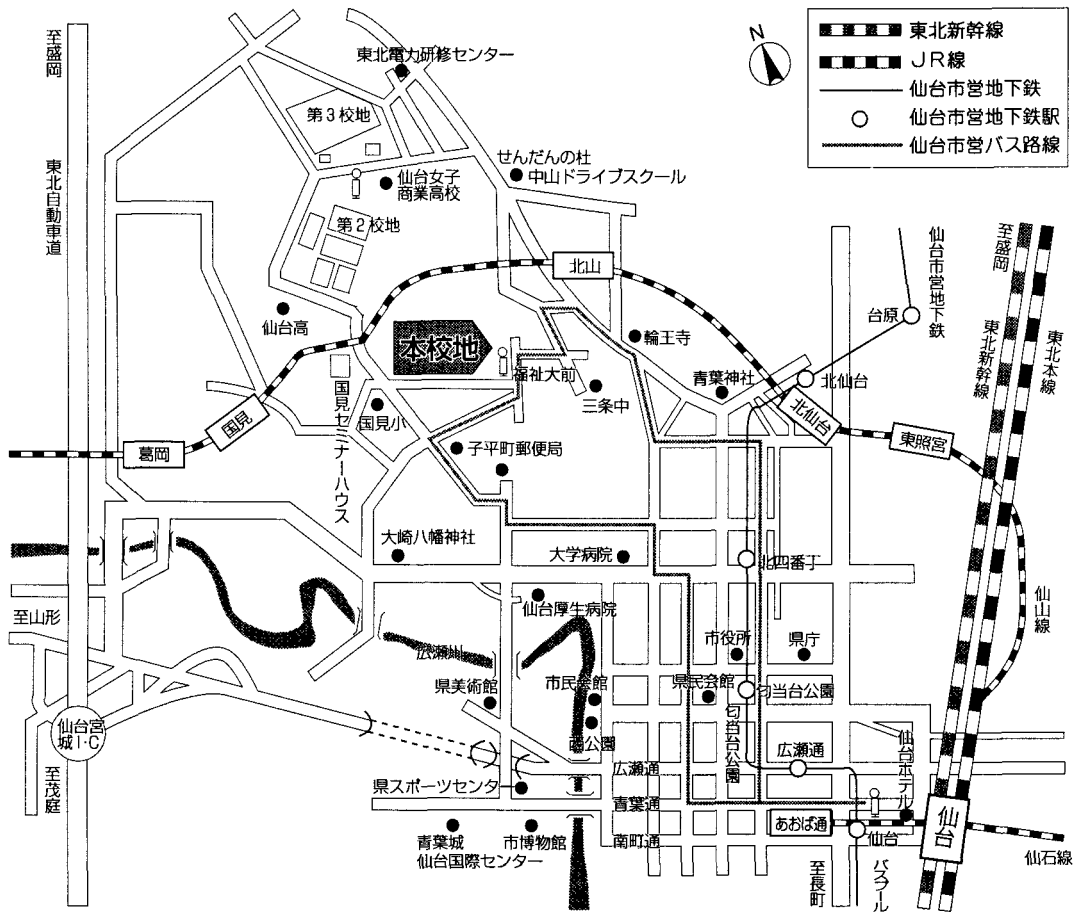 東北新幹線
JR線
仙台市営地下鉄
仙台市営地下鉄駅
仙台市営バス路線
N
至盛岡
東北自動車道
東北電力研修センター
第3校地
仙台女子
商業高校
せんだんの杜
中山ドライブスクール
第2校地
北山
仙台高
本校地
福祉大前
輪王寺
青葉神社
三条中
国見小
国見セミナーハウス
国見
葛岡
子平町郵便局
台原
仙台市営地下鉄
北仙台
北仙台
東照宮
至盛岡
東北新幹線
東北本線
大崎八幡神社
大学病院
北四番丁
仙山線
仙台厚生病院
至山形
広瀬川
市役所
県庁
県美術館
市民会館
県民会館
勾当台公園
勾当台公園
西公園
仙台宮
城I・C
至茂庭
広瀬通
広瀬通
仙台ホテル
県スポーツセンター
青葉通
あおば通
仙台
仙台
青葉城
仙台国際センター
市博物館
南町通
至長町
バスプール
仙石線